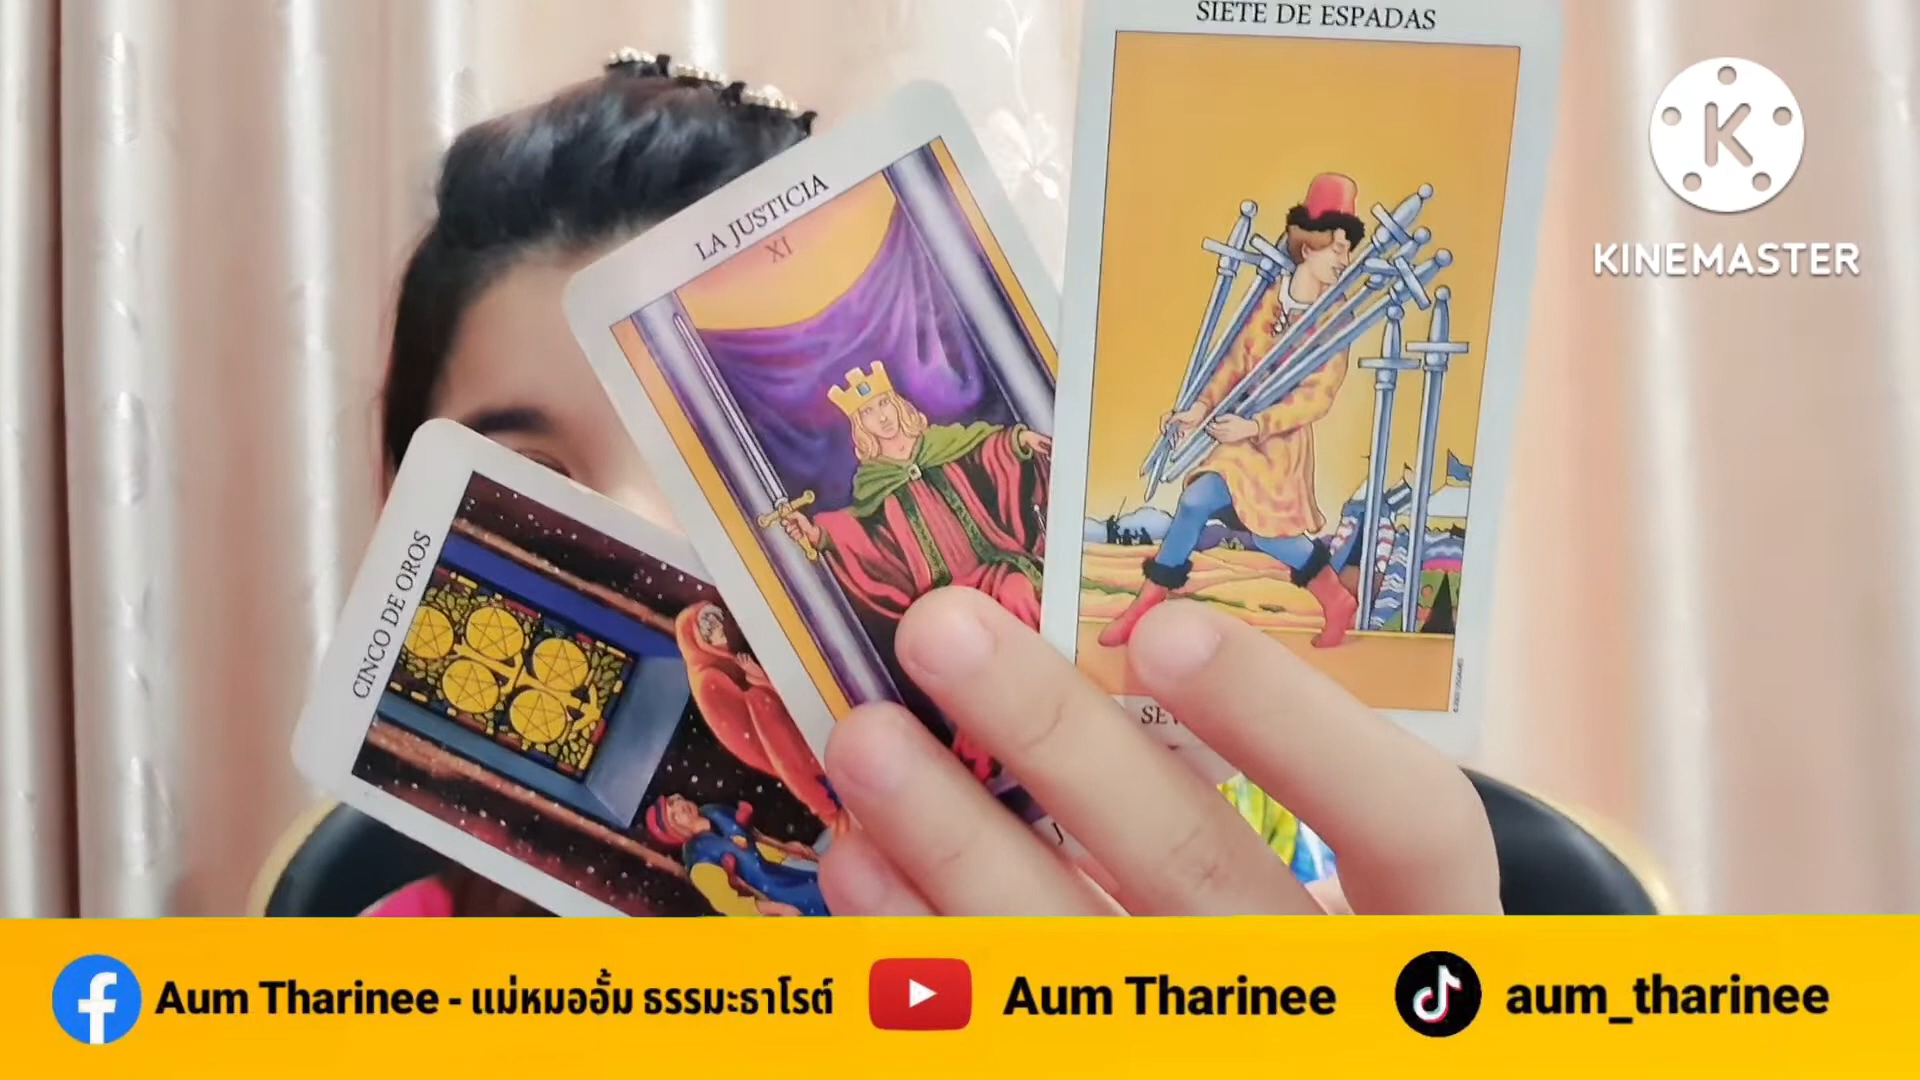 SIETE DE ESPADAS
K
KINEMASTER
LA JUSTICIA
XI
CINCO DE OROS
Aum Tharinee - แม่หมออั้ม ธรรมะธาโรต์
Aum Tharinee
aum_tharinee